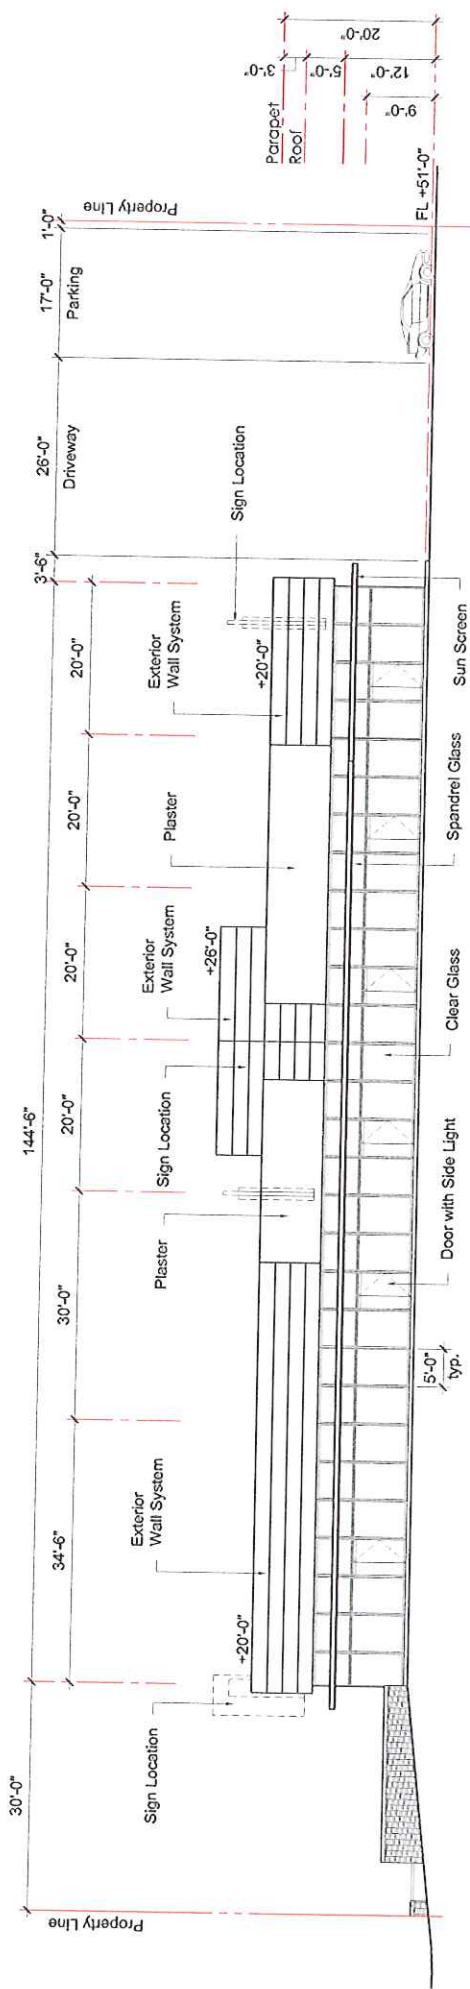 30'-0"
144'-6"
3'-6"
26'-0"
17'-0"
1'-0"
34'-6"
30'-0"
20'-0"
20'-0"
20'-0"
20'-0"
Driveway
Parking
Property Line
Property Line
Sign Location
Exterior
Wall System
Plaster
Sign Location
Exterior
Wall System
Plaster
Exterior
Wall System
Sign Location
+20'-0"
+26'-0"
+20'-0"
Parapet
Roof
3'-0"
5'-0"
12'-0"
20'-0"
9'-0"
FL +51'-0"
5'-0"
typ.
Door with Side Light
Clear Glass
Spandrel Glass
Sun Screen